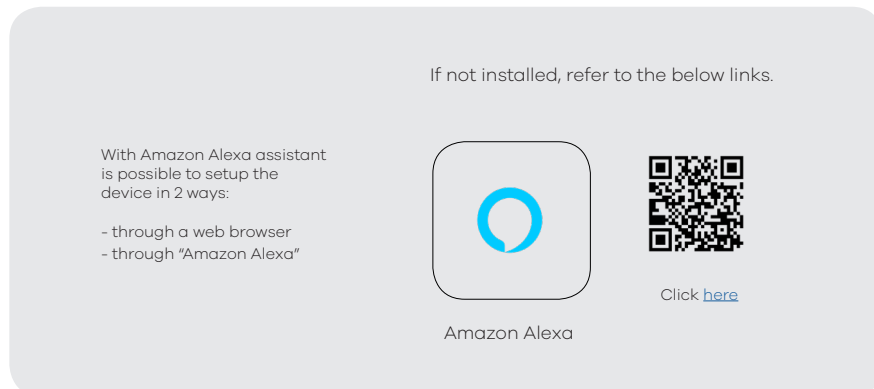 If not installed, refer to the below links.
With Amazon Alexa assistant
is possible to setup the
device in 2 ways:
- through a web browser
- through “Amazon Alexa”
Click here
Amazon Alexa